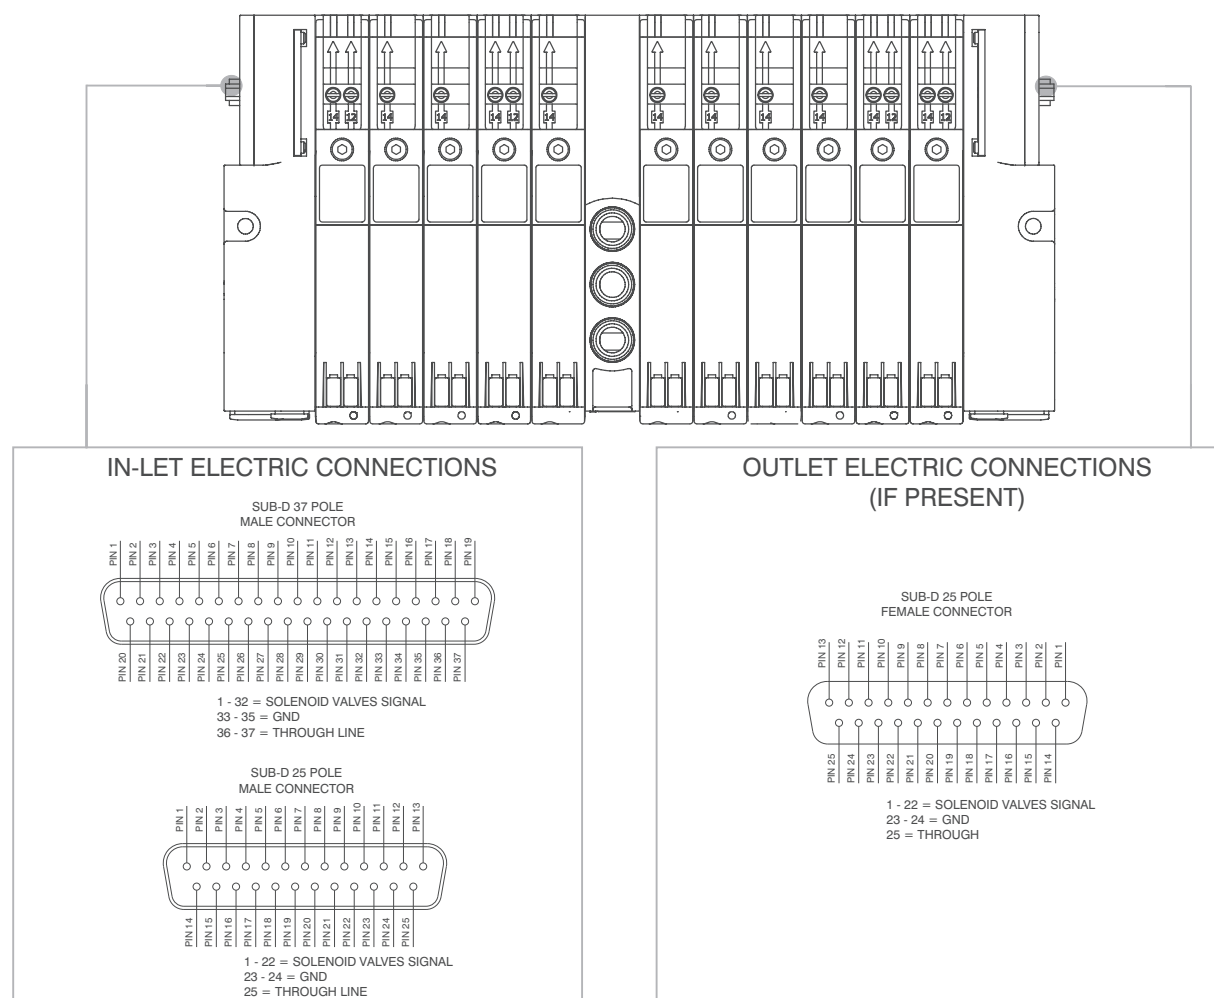 14 12 14 14 14 12 14 14 14 14 14 14 12 14 12
IN-LET ELECTRIC CONNECTIONS
SUB-D 37 POLE
MALE CONNECTOR
PIN 1 PIN 2 PIN 3 PIN 4 PIN 5 PIN 6 PIN 7 PIN 8 PIN 9 PIN 10 PIN 11 PIN 12 PIN 13 PIN 14 PIN 15 PIN 16 PIN 17 PIN 18 PIN 19
PIN 20 PIN 21 PIN 22 PIN 23 PIN 24 PIN 25 PIN 26 PIN 27 PIN 28 PIN 29 PIN 30 PIN 31 PIN 32 PIN 33 PIN 34 PIN 35 PIN 36 PIN 37
1 - 32 = SOLENOID VALVES SIGNAL
33 - 35 = GND
36 - 37 = THROUGH LINE
SUB-D 25 POLE
MALE CONNECTOR
PIN 1 PIN 2 PIN 3 PIN 4 PIN 5 PIN 6 PIN 7 PIN 8 PIN 9 PIN 10 PIN 11 PIN 12 PIN 13
PIN 14 PIN 15 PIN 16 PIN 17 PIN 18 PIN 19 PIN 20 PIN 21 PIN 22 PIN 23 PIN 24 PIN 25
1 - 22 = SOLENOID VALVES SIGNAL
23 - 24 = GND
25 = THROUGH LINE
OUTLET ELECTRIC CONNECTIONS
(IF PRESENT)
SUB-D 25 POLE
FEMALE CONNECTOR
PIN 13 PIN 12 PIN 11 PIN 10 PIN 9 PIN 8 PIN 7 PIN 6 PIN 5 PIN 4 PIN 3 PIN 2 PIN 1
PIN 25 PIN 24 PIN 23 PIN 22 PIN 21 PIN 20 PIN 19 PIN 18 PIN 17 PIN 16 PIN 15 PIN 14
1 - 22 = SOLENOID VALVES SIGNAL
23 - 24 = GND
25 = THROUGH